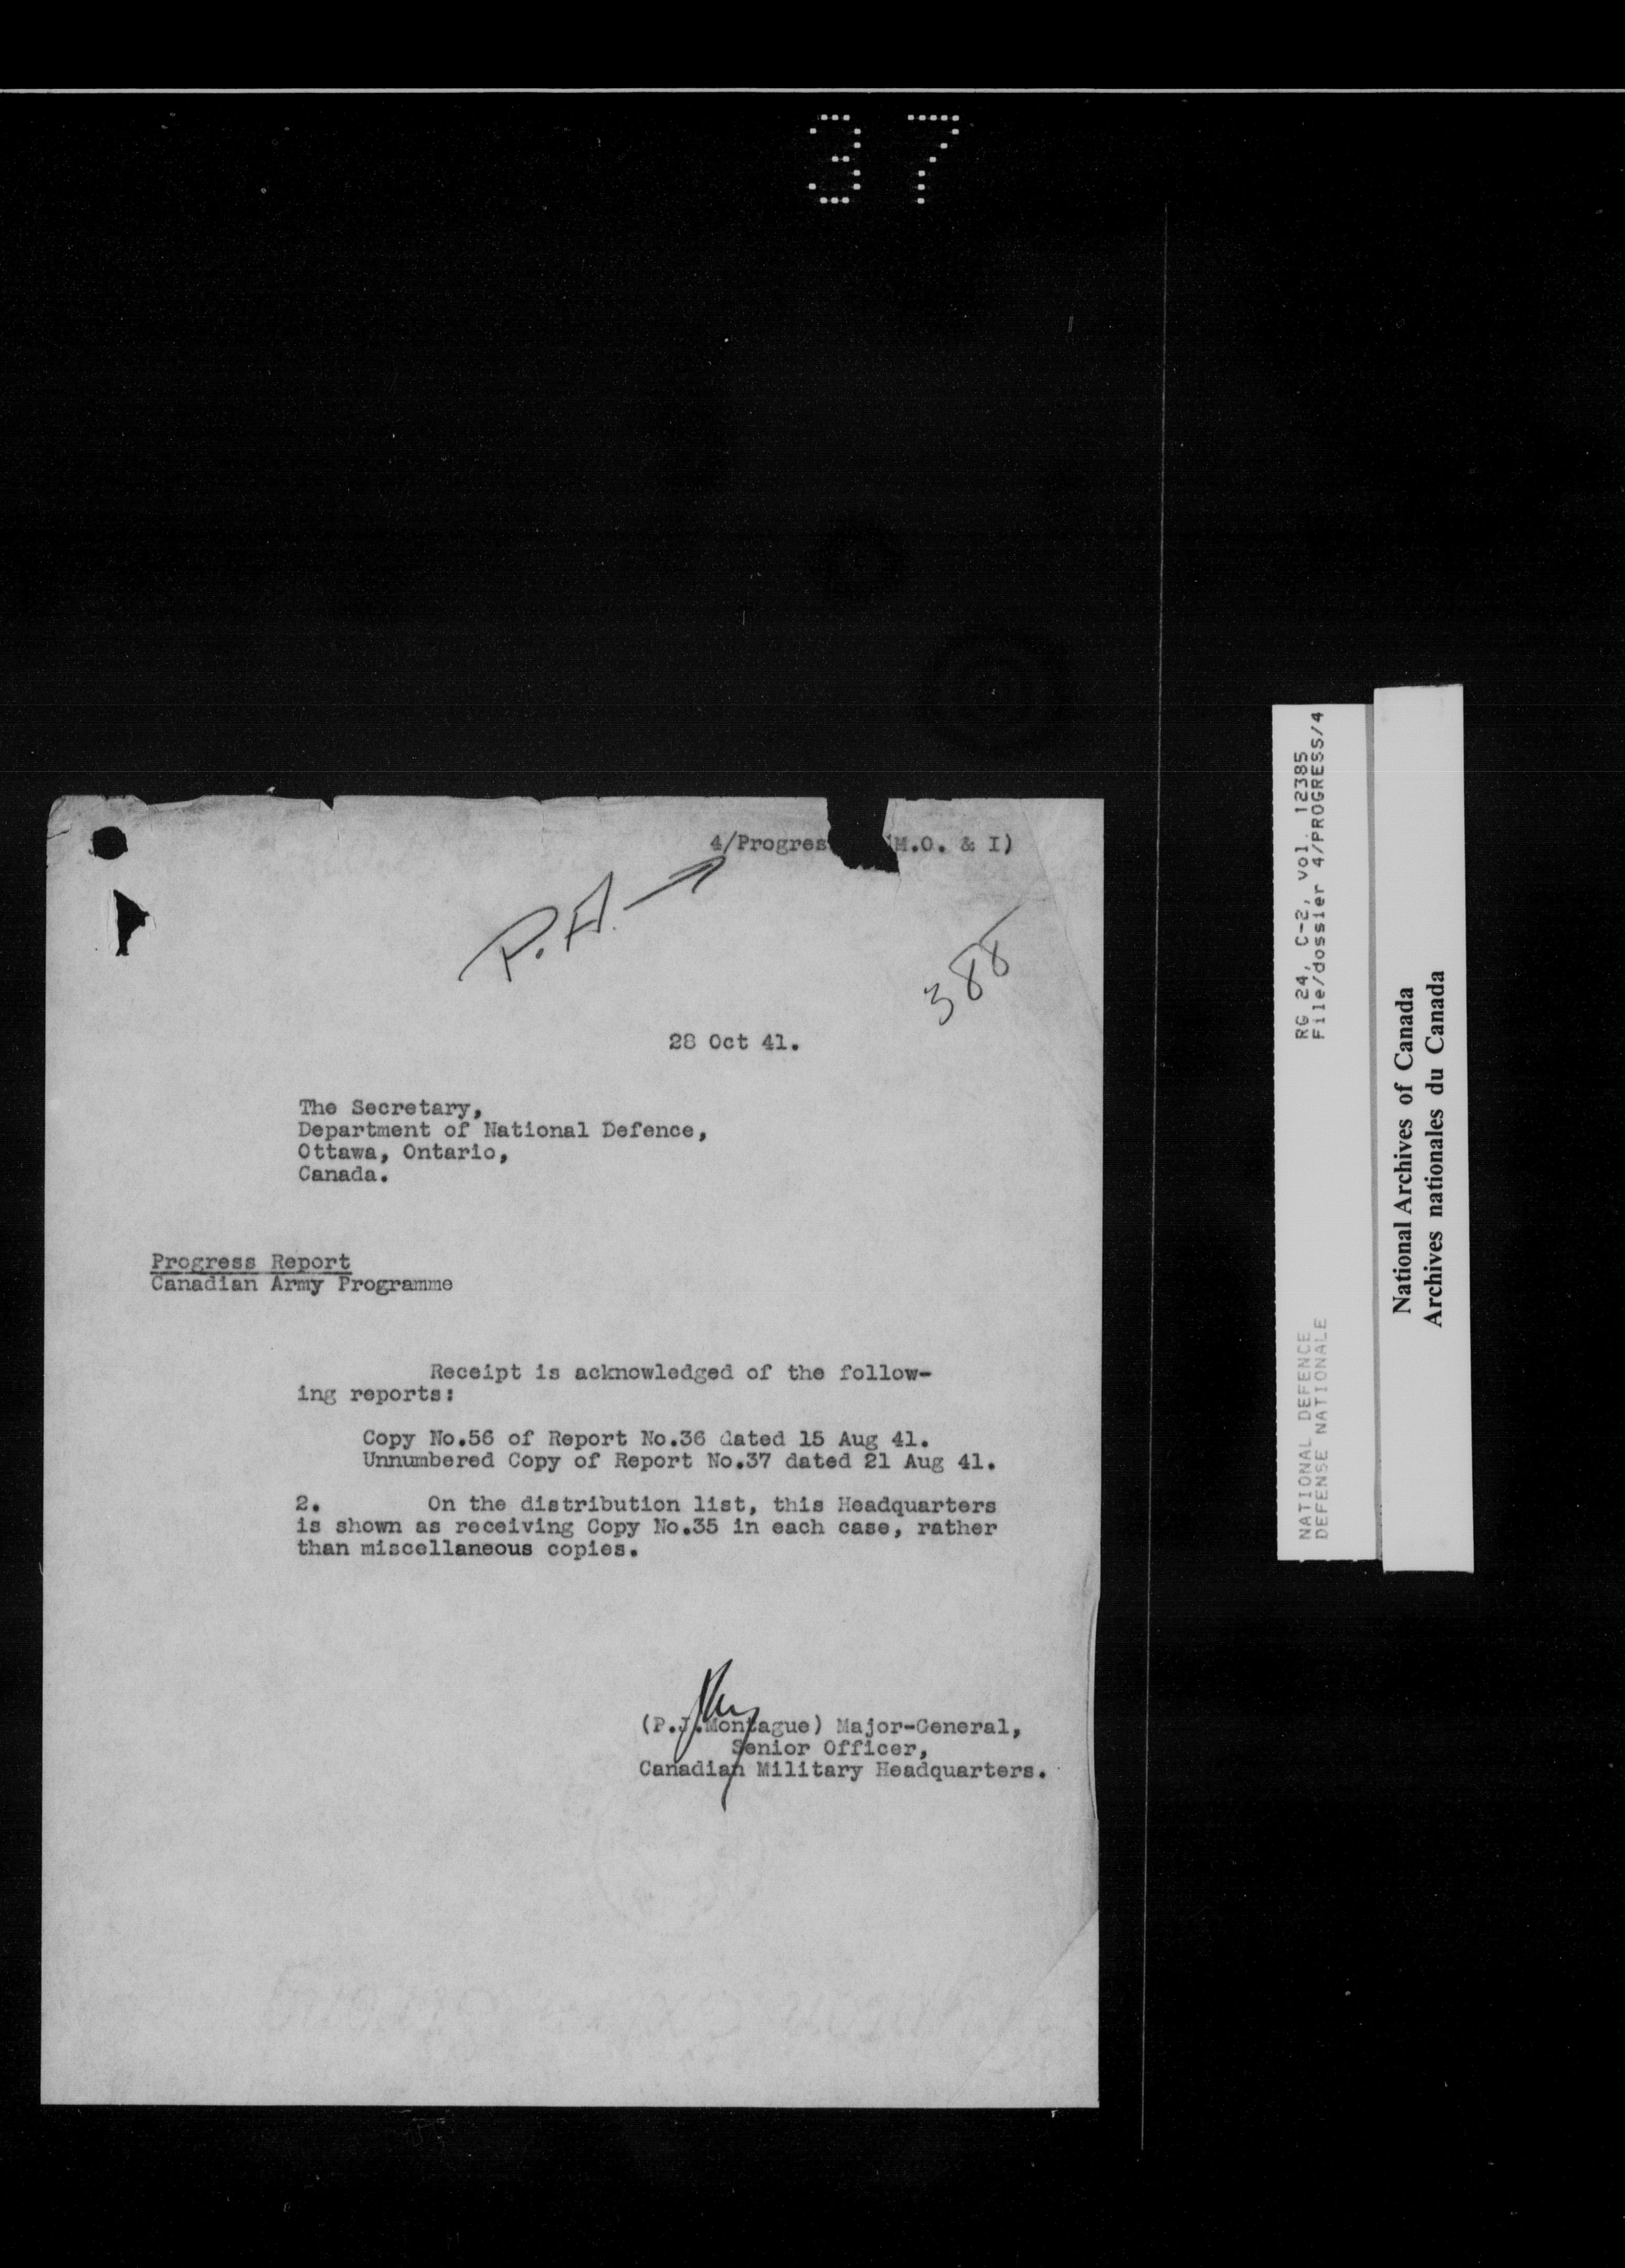 37
4/Progres (M.O. & I)
P.A.
388
28 Oct 41.
The Secretary,
Department of National Defence,
Ottawa, Ontario,
Canada.
Progress Report
Canadian Army Programme
Receipt is acknowledged of the follow-
ing reports:
Copy No.56 of Report No.36 dated 15 Aug 41.
Unnumbered Copy of Report No.37 dated 21 Aug 41.
2. On the distribution list, this Headquarters
is shown as receiving Copy No.35 in each case, rather
than miscellaneous copies.
(P.J.Montague) Major-General,
Senior Officer,
Canadian Military Headquarters.
NATIONAL DEFENCE RG 24, C-2, vol. 12385
DEFENSE NATIONALE File/dossier 4/PROGRESS/4
National Archives of Canada
Archives nationales du Canada